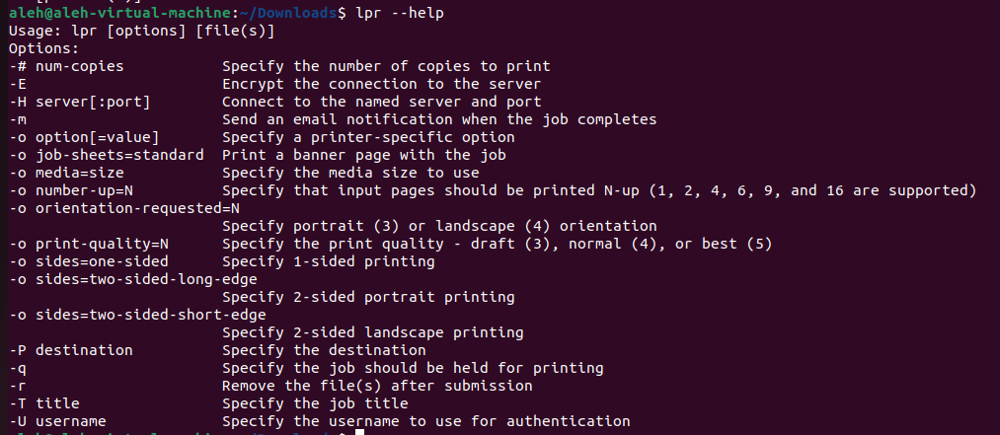 aleh@aleh-virtual-machine:~/Downloads$ lpr --help
Usage: lpr [options] [file(s)]
Options:
-# num-copies           Specify the number of copies to print
-E                      Encrypt the connection to the server
-H server[:port]        Connect to the named server and port
-m                      Send an email notification when the job completes
-o option[=value]       Specify a printer-specific option
-o job-sheets=standard  Print a banner page with the job
-o media=size           Specify the media size to use
-o number-up=N          Specify that input pages should be printed N-up (1, 2, 4, 6, 9, and 16 are supported)
-o orientation-requested=N
                        Specify portrait (3) or landscape (4) orientation
-o print-quality=N      Specify the print quality - draft (3), normal (4), or best (5)
-o sides=one-sided      Specify 1-sided printing
-o sides=two-sided-long-edge
                        Specify 2-sided portrait printing
-o sides=two-sided-short-edge
                        Specify 2-sided landscape printing
-P destination          Specify the destination
-q                      Specify the job should be held for printing
-r                      Remove the file(s) after submission
-T title                Specify the job title
-U username             Specify the username to use for authentication